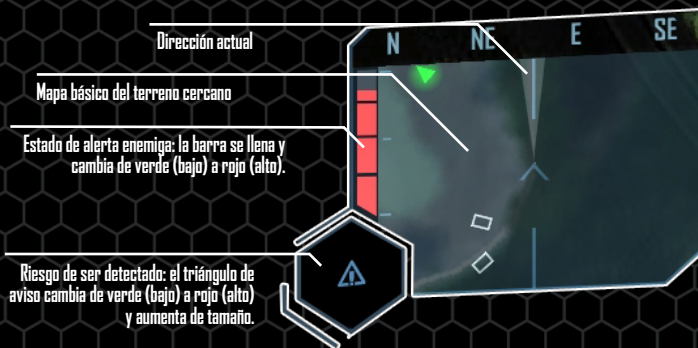 Dirección actual
N NE E SE
Mapa básico del terreno cercano
Estado de alerta enemiga: la barra se llena y
cambia de verde (bajo) a rojo (alto).
Riesgo de ser detectado: el triángulo de
aviso cambia de verde (bajo) a rojo (alto)
y aumenta de tamaño.